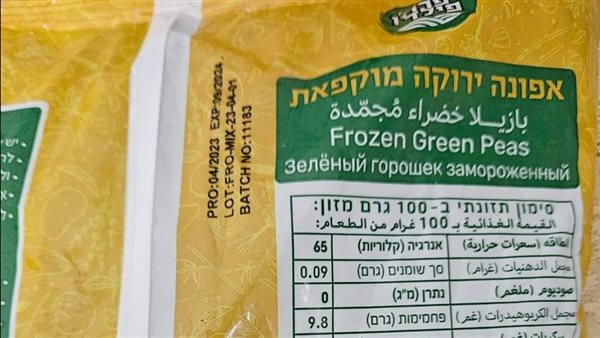 PRO:04/2023 EXP:09/2024
LOT:FRO-MIX-23-04-01
BATCH NO:11183
אפונה ירוקה מוקפאת
بازيلا خضراء مُجمّدة
Frozen Green Peas
Зелёный горошек замороженный
סימון תזונתי ב-100 גרם מזון:
القيمة الغذائية بـ 100 غرام من الطعام:
الطاقه (سعرات حرارية) אנרגיה (קלוריות) 65
مجمل الدهنيات (غرام) סך שומנים (גרם) 0.09
صوديوم (ملغم) נתרן (מ"ג) 0
مجمل الكربوهيدرات (غم) פחמימות (גרם) 9.8